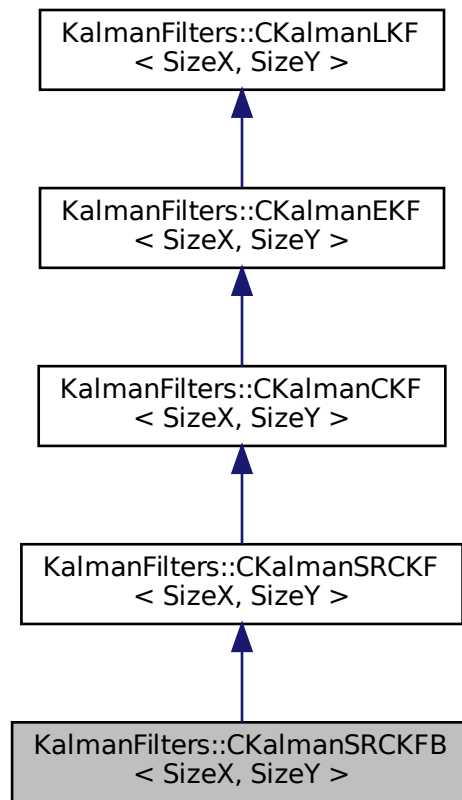 KalmanFilters::CKalmanLKF
< SizeX, SizeY >
KalmanFilters::CKalmanEKF
< SizeX, SizeY >
KalmanFilters::CKalmanCKF
< SizeX, SizeY >
KalmanFilters::CKalmanSRCKF
< SizeX, SizeY >
KalmanFilters::CKalmanSRCKFB
< SizeX, SizeY >